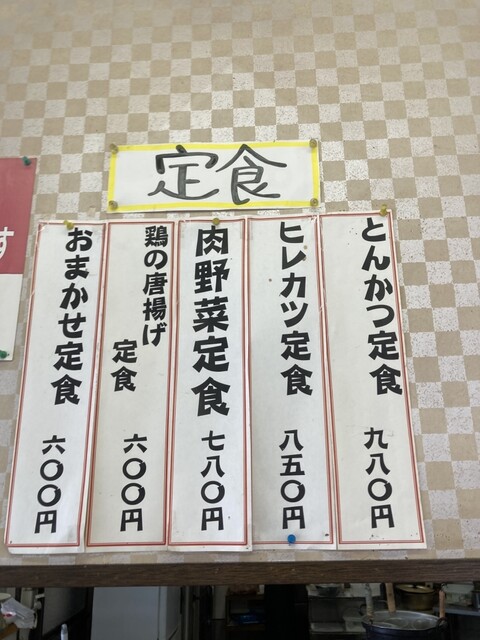 定食
とんかつ定食 九八〇円
ヒレカツ定食 八五〇円
肉野菜定食 七八〇円
鶏の唐揚げ
定食 六〇〇円
おまかせ定食 六〇〇円
す